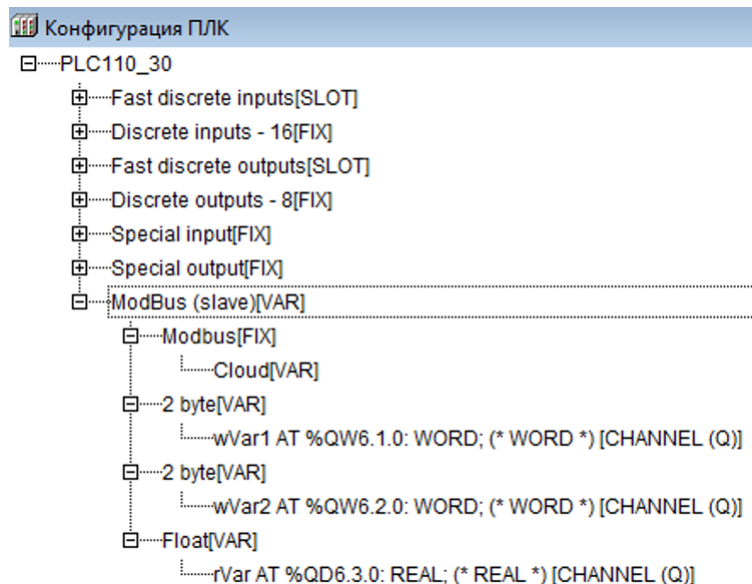 Конфигурация ПЛК
PLC110_30
Fast discrete inputs[SLOT]
Discrete inputs - 16[FIX]
Fast discrete outputs[SLOT]
Discrete outputs - 8[FIX]
Special input[FIX]
Special output[FIX]
ModBus (slave)[VAR]
Modbus[FIX]
Cloud[VAR]
2 byte[VAR]
wVar1 AT %QW6.1.0: WORD; (* WORD *) [CHANNEL (Q)]
2 byte[VAR]
wVar2 AT %QW6.2.0: WORD; (* WORD *) [CHANNEL (Q)]
Float[VAR]
rVar AT %QD6.3.0: REAL; (* REAL *) [CHANNEL (Q)]